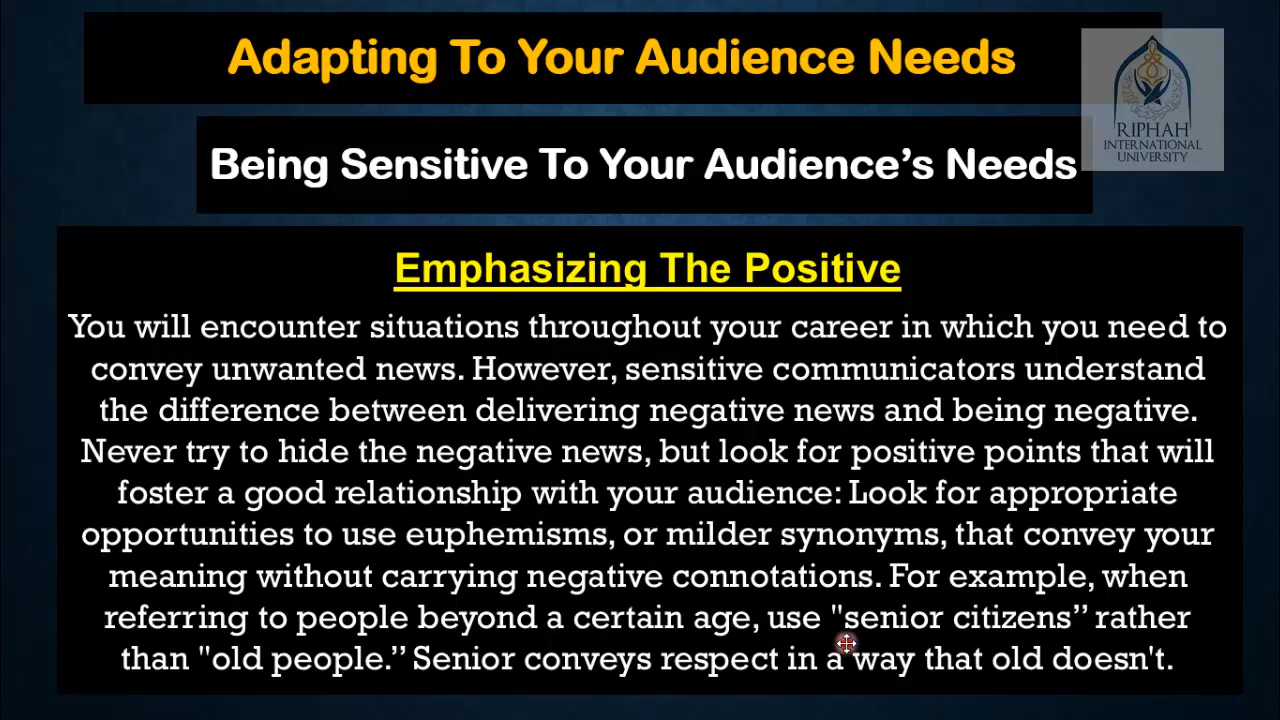 Adapting To Your Audience Needs
RIPHAH
INTERNATIONAL
UNIVERSITY
Being Sensitive To Your Audience’s Needs
Emphasizing The Positive
You will encounter situations throughout your career in which you need to
convey unwanted news. However, sensitive communicators understand
the difference between delivering negative news and being negative.
Never try to hide the negative news, but look for positive points that will
foster a good relationship with your audience: Look for appropriate
opportunities to use euphemisms, or milder synonyms, that convey your
meaning without carrying negative connotations. For example, when
referring to people beyond a certain age, use "senior citizens” rather
than "old people.” Senior conveys respect in a way that old doesn't.